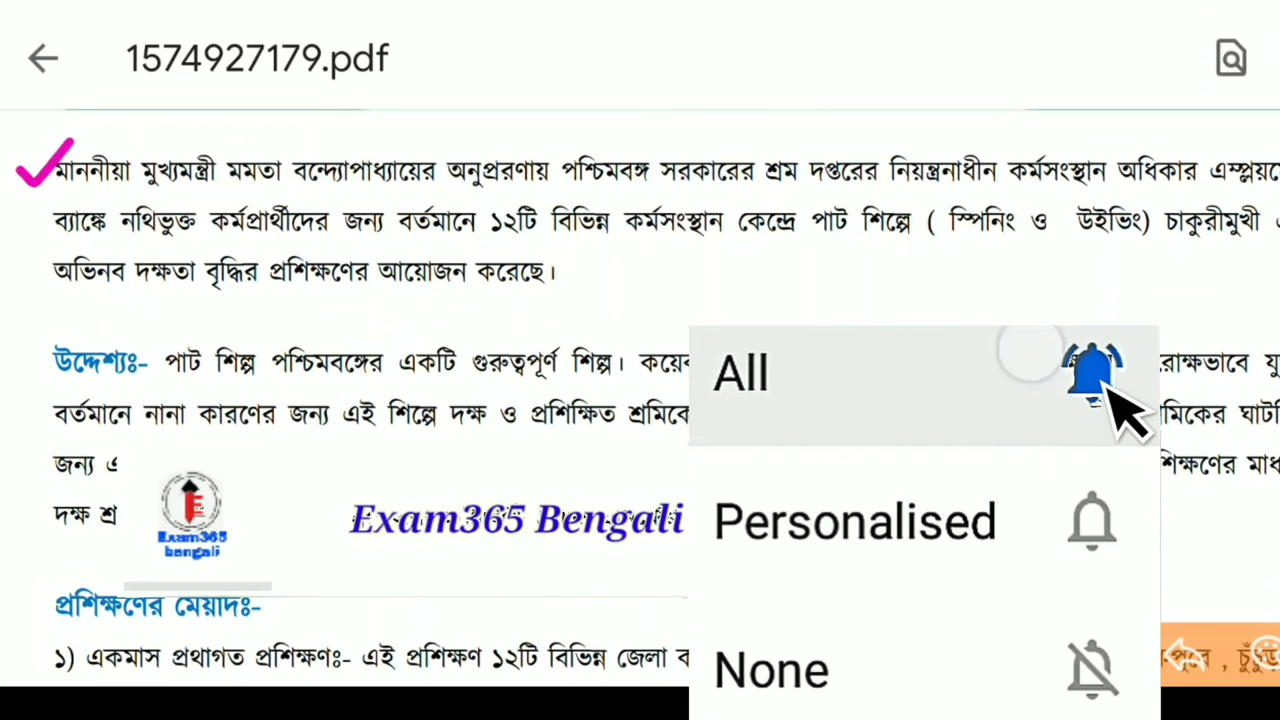 1574927179.pdf
মাননীয়া মুখ্যমন্ত্রী মমতা বন্দ্যোপাধ্যায়ের অনুপ্রেরণায় পশ্চিমবঙ্গ সরকারের শ্রম দপ্তরের নিয়ন্ত্রনাধীন কর্মসংস্থান অধিকার
ব্যাঙ্কে নথিভুক্ত কর্মপ্রার্থীদের জন্য বর্তমানে ১২টি বিভিন্ন কর্মসংস্থান কেন্দ্রে পাট শিল্পে ( স্পিনিং ও উইভিং) চাকুরীমুখী
অভিনব দক্ষতা বৃদ্ধির প্রশিক্ষণের আয়োজন করেছে।
উদ্দেশ্যঃ- পাট শিল্প পশ্চিমবঙ্গের একটি গুরুত্বপূর্ণ শিল্প।
বর্তমানে নানা কারণের জন্য এই শিল্পে দক্ষ ও প্রশিক্ষিত
জন্য
দক্ষ
All
Personalised
None
Exam365 bengali
Exam365 Bengali
প্রশিক্ষণের মেয়াদঃ-
১) একমাস প্রথাগত প্রশিক্ষণঃ- এই প্রশিক্ষণ ১২টি বিভিন্ন জেলা